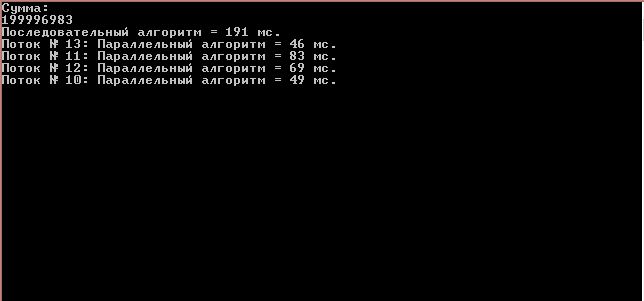 Сумма:
199996983
Последовательный алгоритм = 191 мс.
Поток № 13: Параллельный алгоритм = 46 мс.
Поток № 11: Параллельный алгоритм = 83 мс.
Поток № 12: Параллельный алгоритм = 69 мс.
Поток № 10: Параллельный алгоритм = 49 мс.